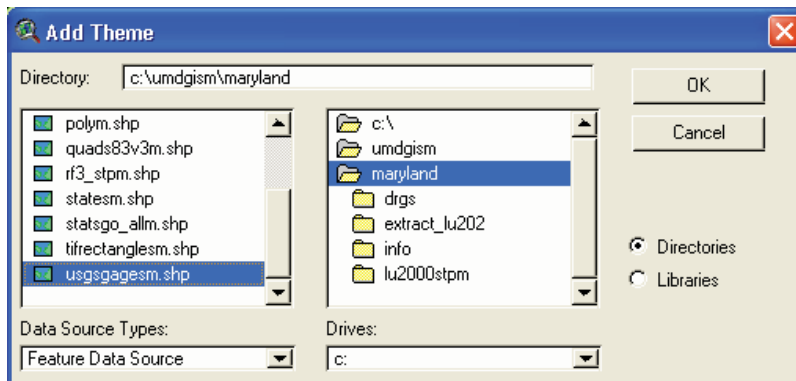 Add Theme
Directory: c:\umdgism\maryland
OK
Cancel
polym.shp
quads83v3m.shp
rf3_stpm.shp
statesm.shp
statsgo_allm.shp
tifrectanglesm.shp
usgsgagesm.shp
c:\
umdgism
maryland
drgs
extract_lu202
info
lu2000stpm
Directories
Libraries
Data Source Types:
Feature Data Source
Drives:
c: